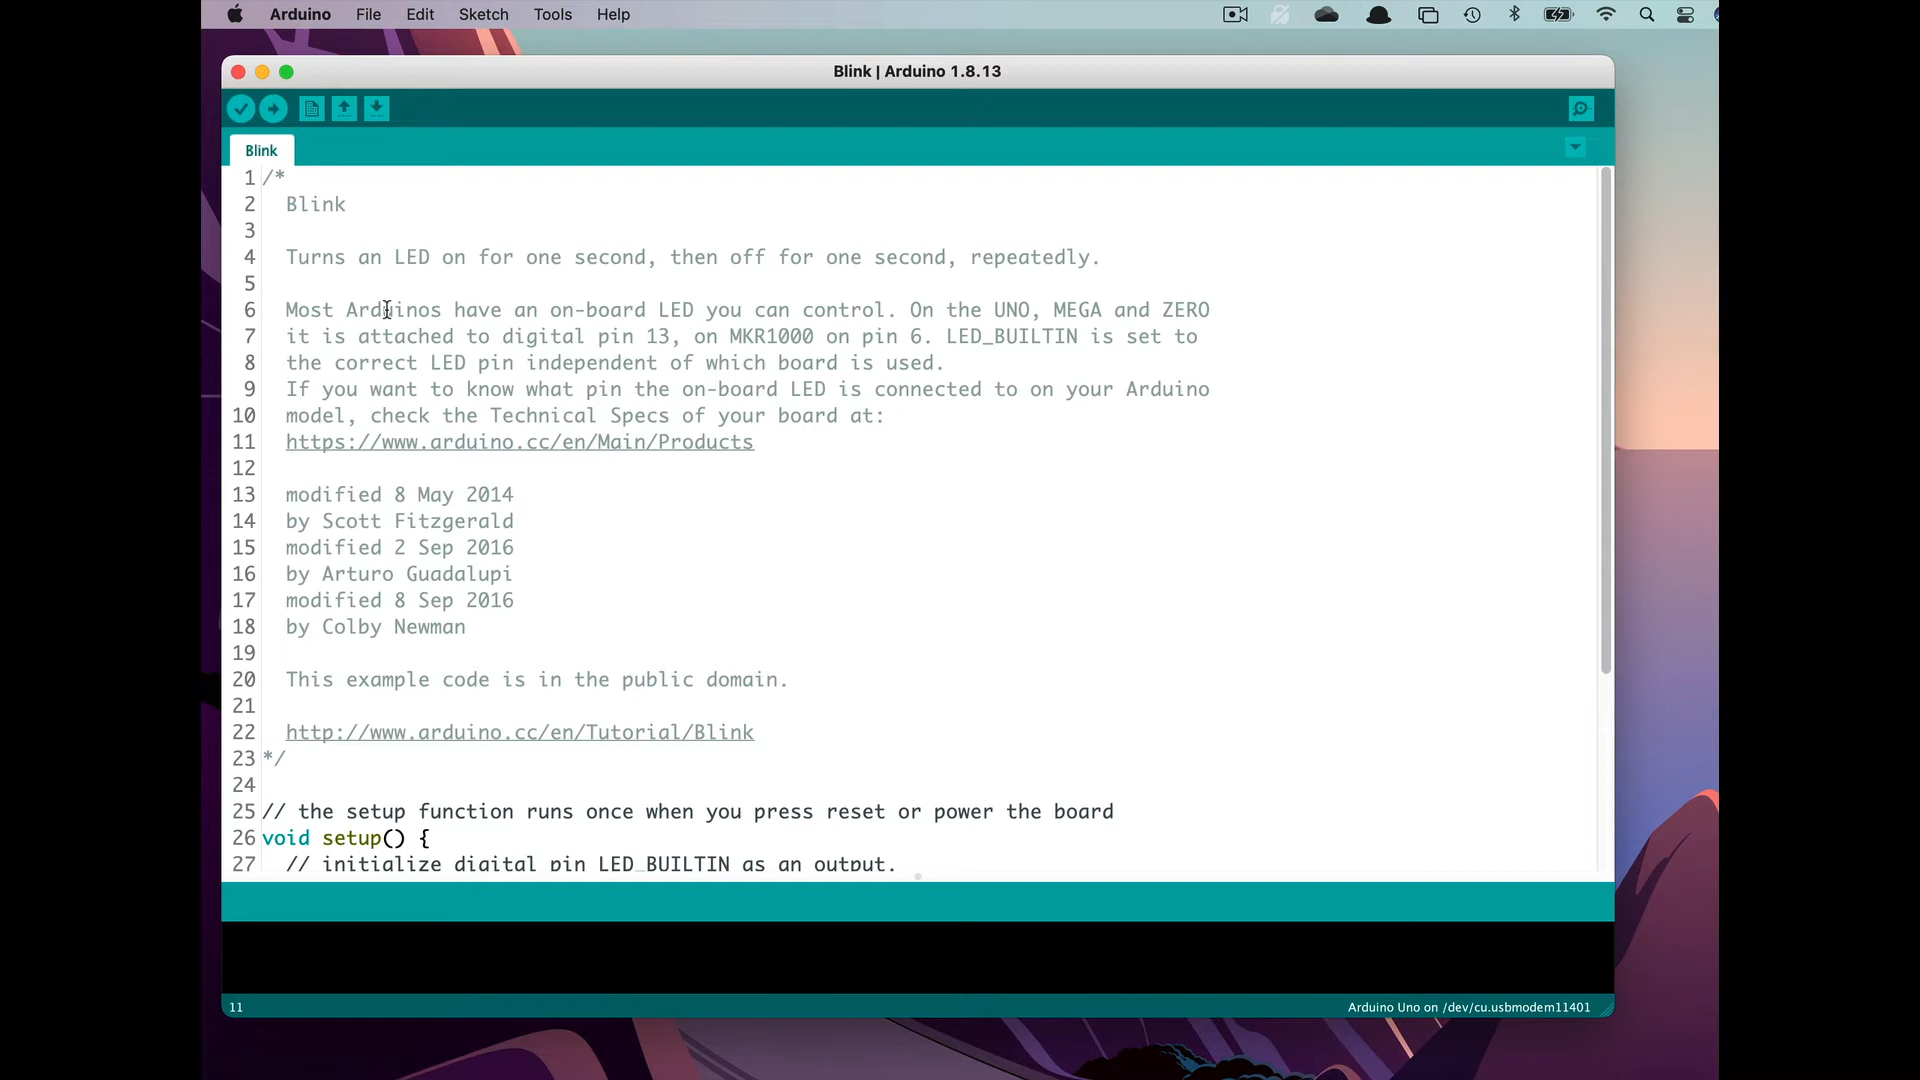 Arduino File Edit Sketch Tools Help
Blink | Arduino 1.8.13
Blink
1 /*
2 Blink
3
4 Turns an LED on for one second, then off for one second, repeatedly.
5
6 Most Arduinos have an on-board LED you can control. On the UNO, MEGA and ZERO
7 it is attached to digital pin 13, on MKR1000 on pin 6. LED_BUILTIN is set to
8 the correct LED pin independent of which board is used.
9 If you want to know what pin the on-board LED is connected to on your Arduino
10 model, check the Technical Specs of your board at:
11 https://www.arduino.cc/en/Main/Products
12
13 modified 8 May 2014
14 by Scott Fitzgerald
15 modified 2 Sep 2016
16 by Arturo Guadalupi
17 modified 8 Sep 2016
18 by Colby Newman
19
20 This example code is in the public domain.
21
22 http://www.arduino.cc/en/Tutorial/Blink
23 */
24
25 // the setup function runs once when you press reset or power the board
26 void setup() {
27 // initialize digital pin LED_BUILTIN as an output.
11 Arduino Uno on /dev/cu.usbmodem11401